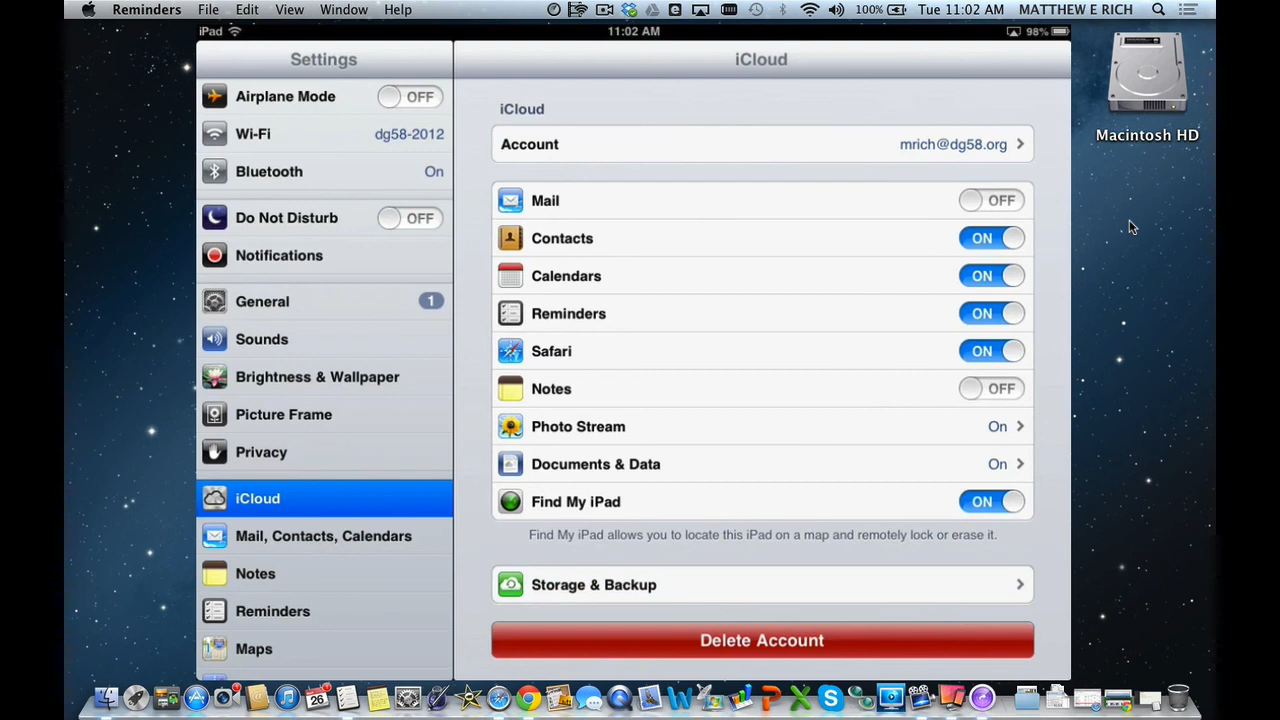 Reminders File Edit View Window Help 100% Tue 11:02 AM MATTHEW E RICH
iPad 11:02 AM 98%
Macintosh HD
Settings
Airplane Mode OFF
Wi-Fi dg58-2012
Bluetooth On
Do Not Disturb OFF
Notifications
General 1
Sounds
Brightness & Wallpaper
Picture Frame
Privacy
iCloud
Mail, Contacts, Calendars
Notes
Reminders
Maps
iCloud
iCloud
Account mrich@dg58.org
Mail OFF
Contacts ON
Calendars ON
Reminders ON
Safari ON
Notes OFF
Photo Stream On
Documents & Data On
Find My iPad ON
Find My iPad allows you to locate this iPad on a map and remotely lock or erase it.
Storage & Backup
Delete Account
26